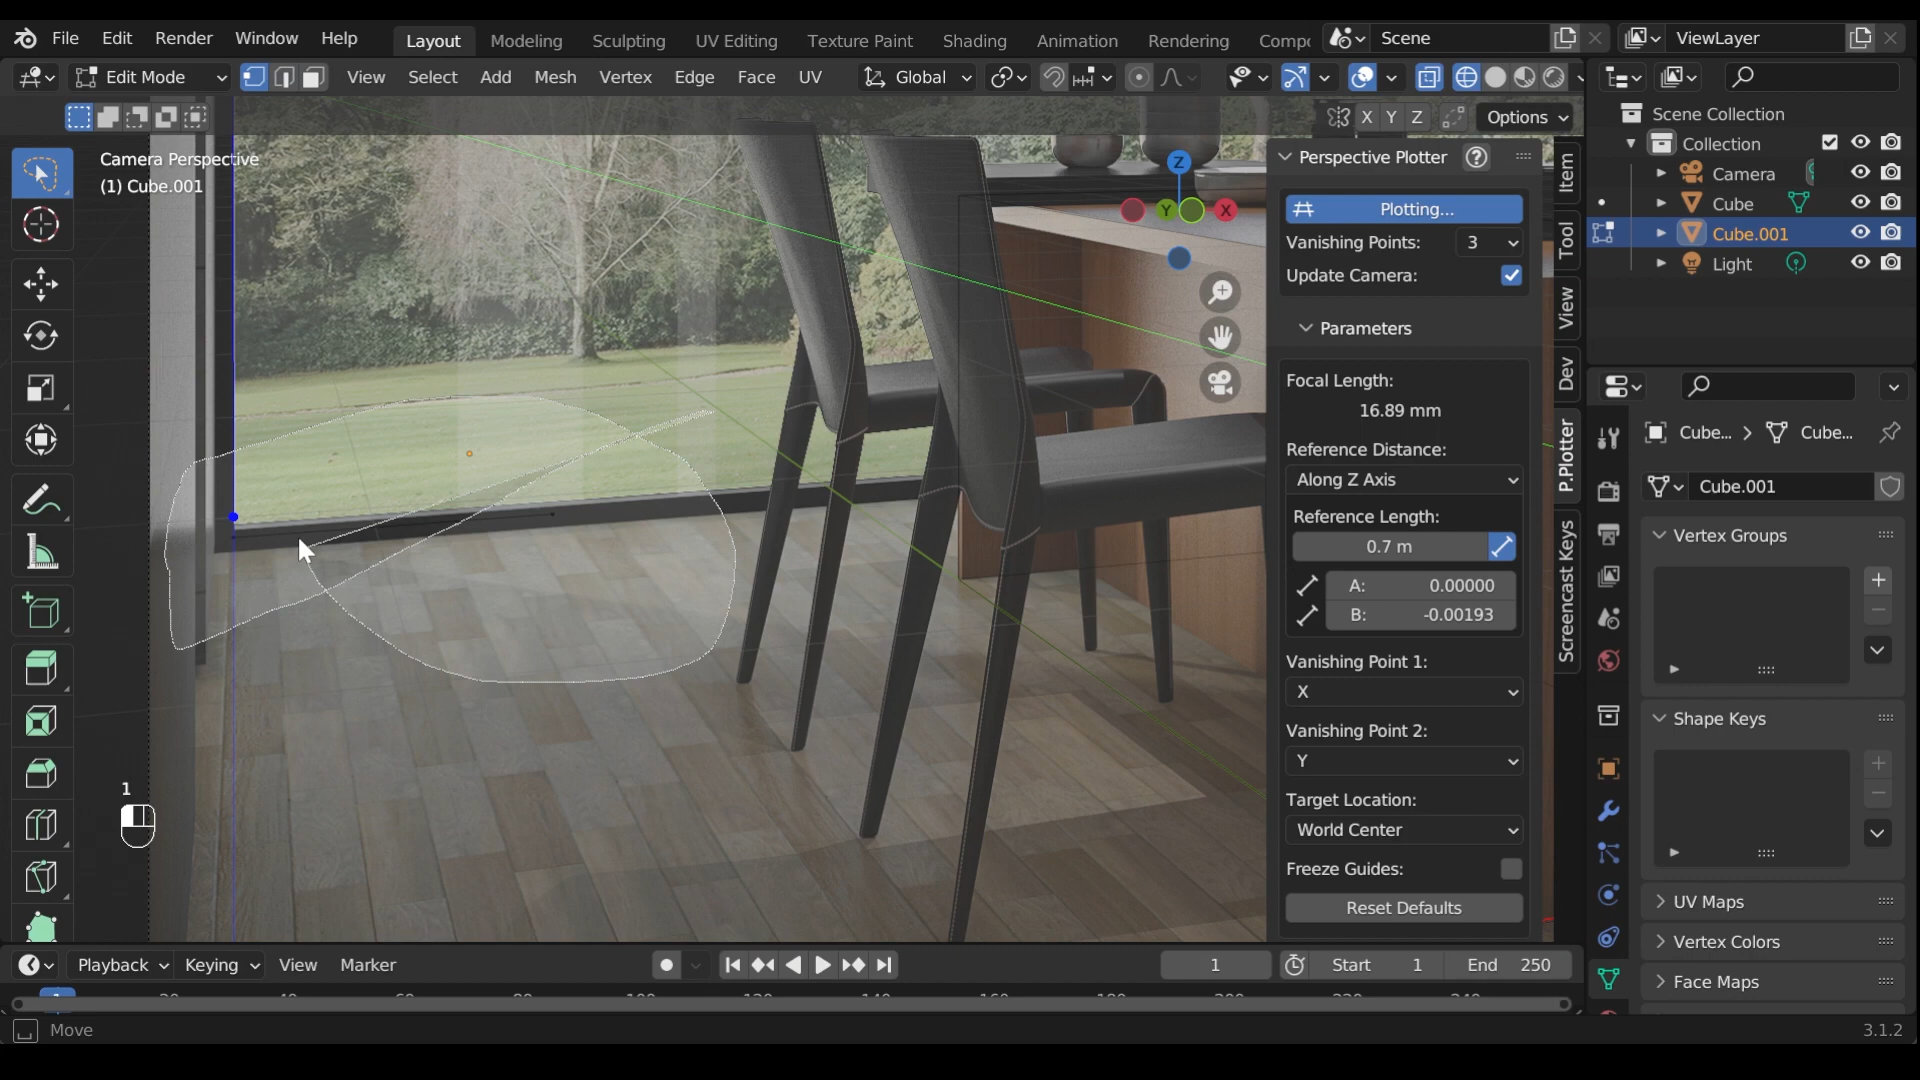 File Edit Render Window Help Layout Modeling Sculpting UV Editing Texture Paint Shading Animation Rendering Scene ViewLayer
Edit Mode View Select Add Mesh Vertex Edge Face UV Global
X Y Z Options
Camera Perspective
(1) Cube.001
Z
Y
X
Perspective Plotter
Plotting...
Vanishing Points: 3
Update Camera:
Parameters
Focal Length:
16.89 mm
Reference Distance:
Along Z Axis
Reference Length:
0.7 m
A: 0.00000
B: -0.00193
Vanishing Point 1:
X
Vanishing Point 2:
Y
Target Location:
World Center
Freeze Guides:
Reset Defaults
Item
Tool
View
Dev
P.Plotter
Screencast Keys
Scene Collection
Collection
Camera
Cube
Cube.001
Light
Cube... Cube...
Cube.001
Vertex Groups
Shape Keys
UV Maps
Vertex Colors
Face Maps
1
Playback Keying View Marker 1 Start 1 End 250
Move 3.1.2